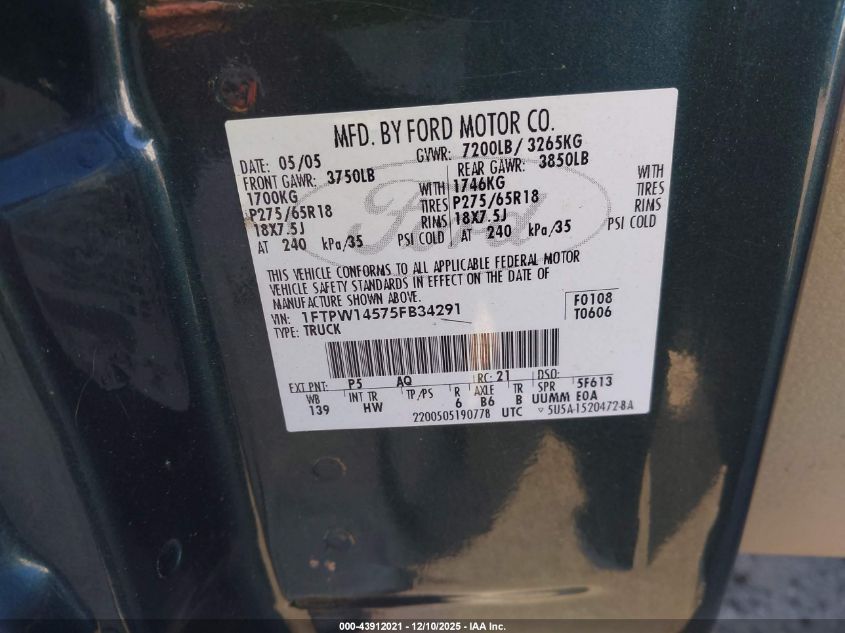 MFD. BY FORD MOTOR CO.
DATE: 05/05 GVWR: 7200LB/ 3265KG
FRONT GAWR: 3750LB REAR GAWR: 3850LB
1700KG WITH 1746KG WITH
P275/65R18 TIRES P275/65R18 TIRES
18X7.5J RIMS 18X7.5J RIMS
AT 240 kPa/35 PSI COLD AT 240 kPa/35 PSI COLD
Ford
THIS VEHICLE CONFORMS TO ALL APPLICABLE FEDERAL MOTOR
VEHICLE SAFETY STANDARDS IN EFFECT ON THE DATE OF
MANUFACTURE SHOWN ABOVE.
VIN: 1FTPW14575FB34291 F0108
TYPE: TRUCK T0606
EXT PNT: P5 AQ RC: 21 DSO:
WB INT TR TP/PS R AXLE TR SPR 5F613
139 HW 6 B6 B UUMM E0A
2200505190778 UTC 5U5A-1520472-BA
000-43912021 - 12/10/2025 - IAA Inc.